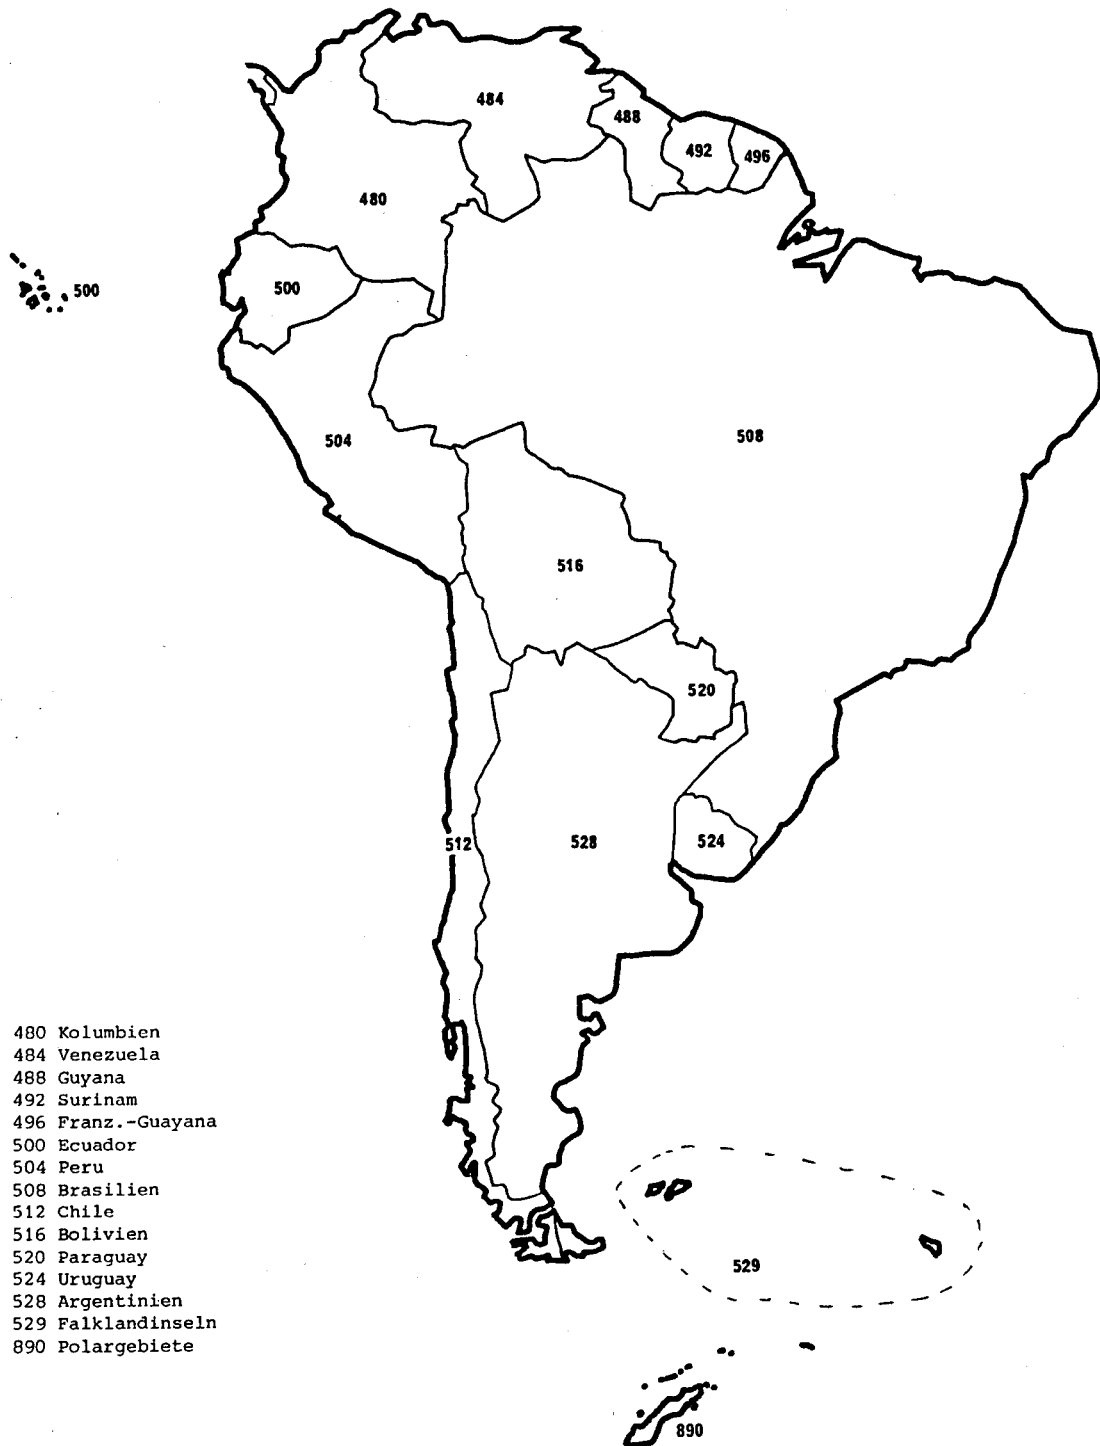 484
488
492
496
480
500
500
504
508
516
520
512
528
524
480 Kolumbien
484 Venezuela
488 Guyana
492 Surinam
496 Franz.-Guayana
500 Ecuador
504 Peru
508 Brasilien
512 Chile
516 Bolivien
520 Paraguay
524 Uruguay
528 Argentinien
529 Falklandinseln
890 Polargebiete
529
890